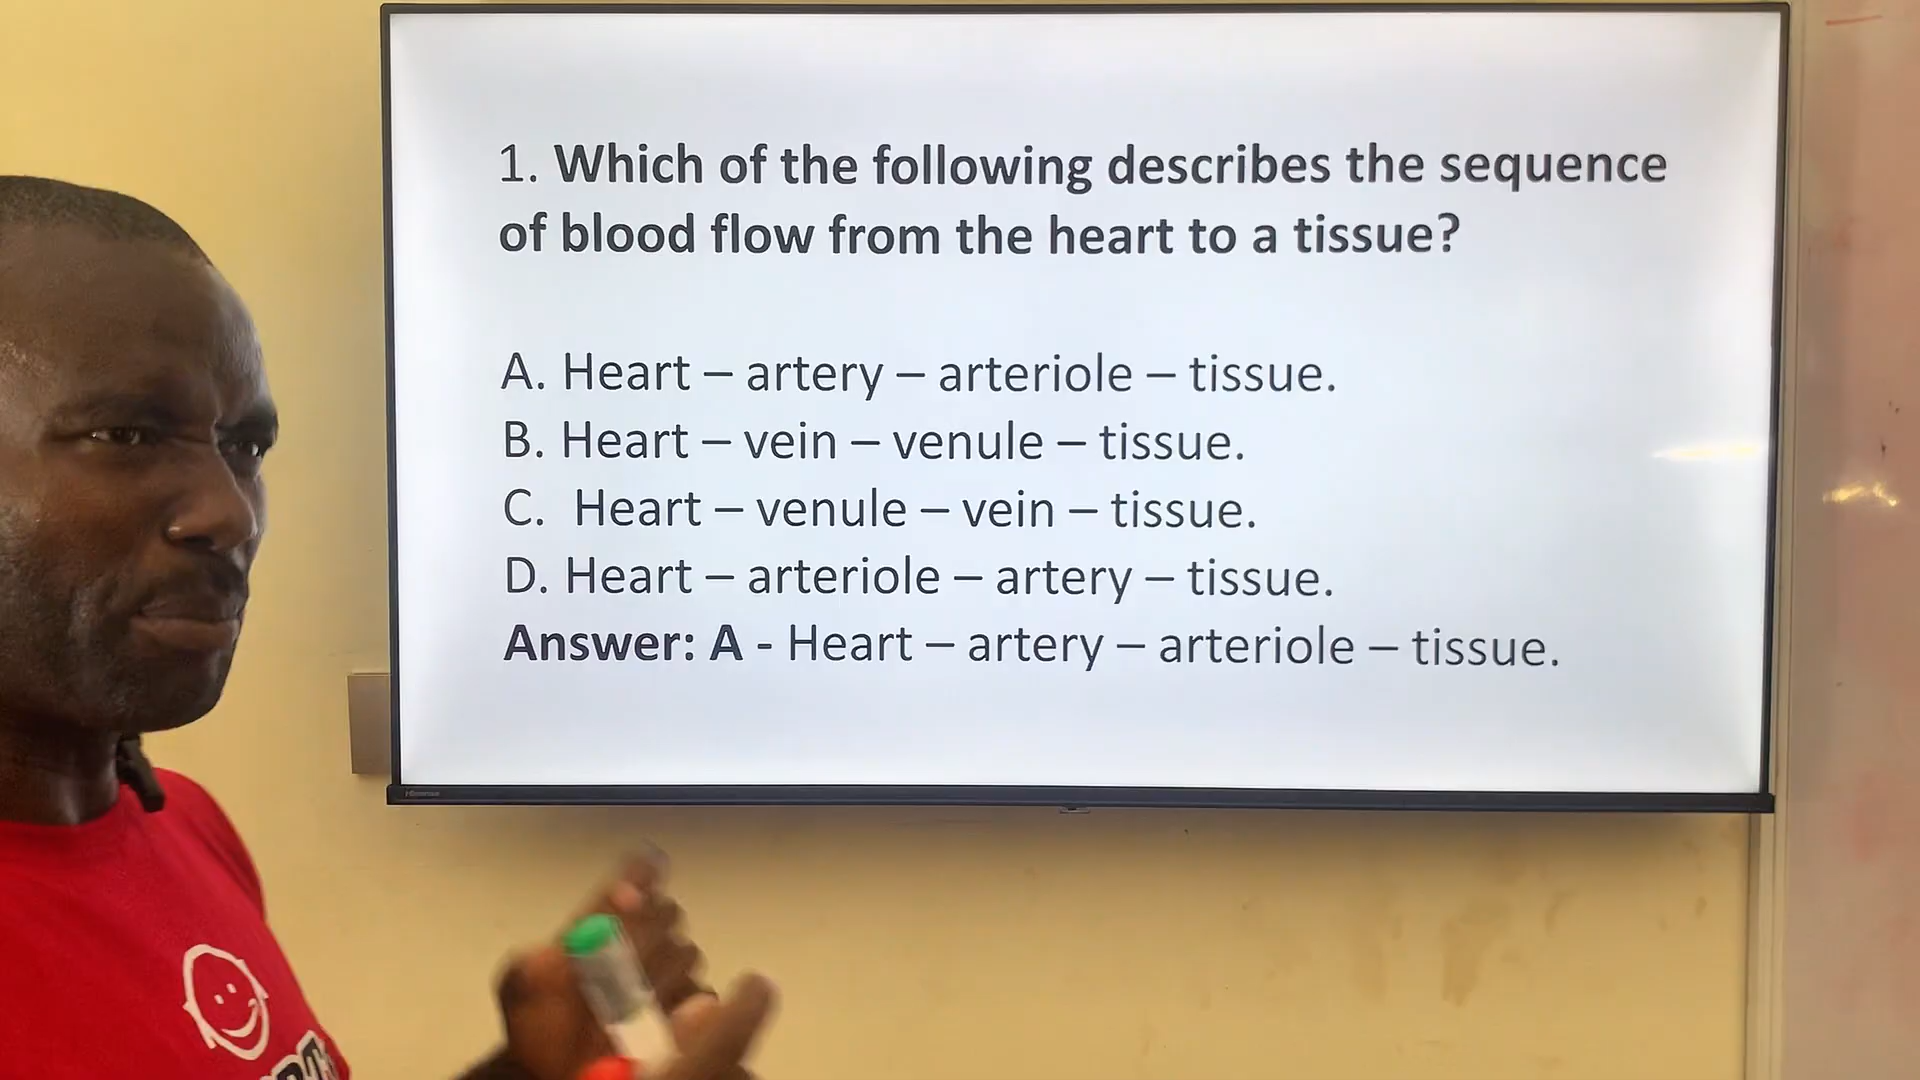 1. Which of the following describes the sequence
of blood flow from the heart to a tissue?
A. Heart – artery – arteriole – tissue.
B. Heart – vein – venule – tissue.
C. Heart – venule – vein – tissue.
D. Heart – arteriole – artery – tissue.
Answer: A - Heart – artery – arteriole – tissue.
Hisense